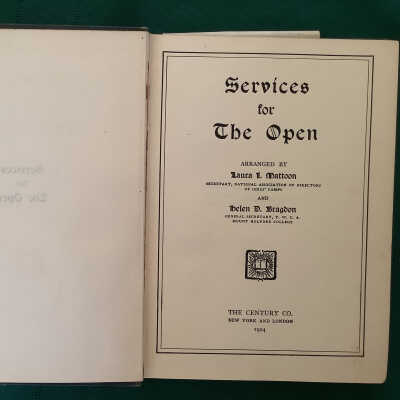 Services
for
The Open
ARRANGED BY
Laura I. Mattoon
SECRETARY, NATIONAL ASSOCIATION OF DIRECTORS
OF GIRLS' CAMPS
AND
Helen D. Bragdon
GENERAL SECRETARY, Y. W. C. A.
MOUNT HOLYOKE COLLEGE
THE CENTURY CO.
NEW YORK AND LONDON
1924